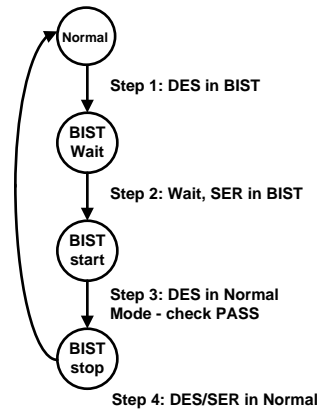 Normal
Step 1: DES in BIST
BIST
Wait
Step 2: Wait, SER in BIST
BIST
start
Step 3: DES in Normal
Mode - check PASS
BIST
stop
Step 4: DES/SER in Normal